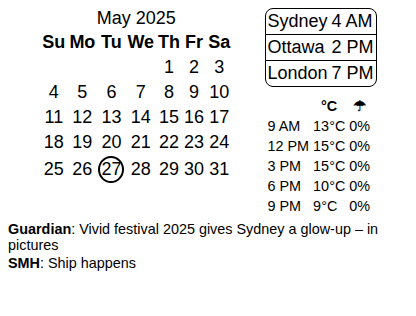 May 2025
Su Mo Tu We Th Fr Sa
1 2 3
4 5 6 7 8 9 10
11 12 13 14 15 16 17
18 19 20 21 22 23 24
25 26 27 28 29 30 31
Sydney 4 AM
Ottawa 2 PM
London 7 PM
°C ☂
9 AM 13°C 0%
12 PM 15°C 0%
3 PM 15°C 0%
6 PM 10°C 0%
9 PM 9°C 0%
Guardian: Vivid festival 2025 gives Sydney a glow-up – in
pictures
SMH: Ship happens